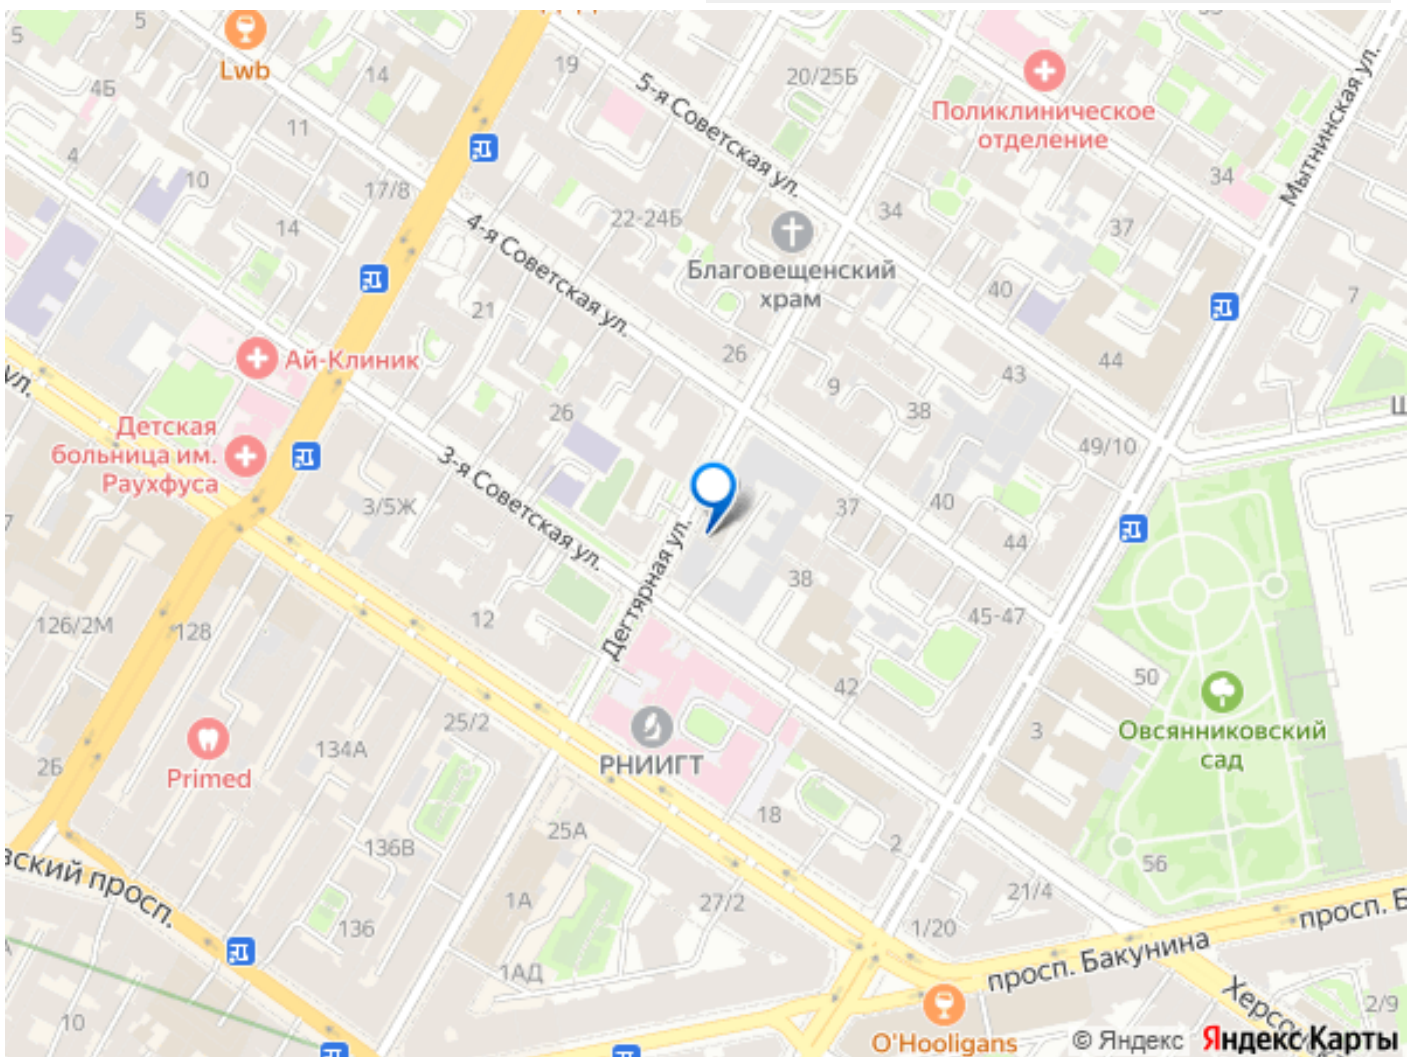 5
5
Lwb
4Б
14
19
20/25Б
5-я Советская ул.
Поликлиническое
отделение
Мытнинская ул.
11
4
10
17/8
14
22-24Б
34
34
37
4-я Советская ул.
Благовещенский
храм
40
7
21
26
44
Ай-Клиник
43
9
38
ул.
Детская
больница им.
Раухфуса
26
49/10
3-я Советская ул.
3/5Ж
37
40
44
7
Дегтярная ул.
38
45-47
126/2М
128
12
42
50
25/2
3
Овсянниковский
сад
134А
РНИИГТ
2Б
Primed
18
25А
2
136В
56
вский просп.
1А
27/2
21/4
136
1/20
просп. Б
просп. Бакунина
1АД
10
Херсо
2/9
O'Hooligans
© Яндекс Яндекс Карты